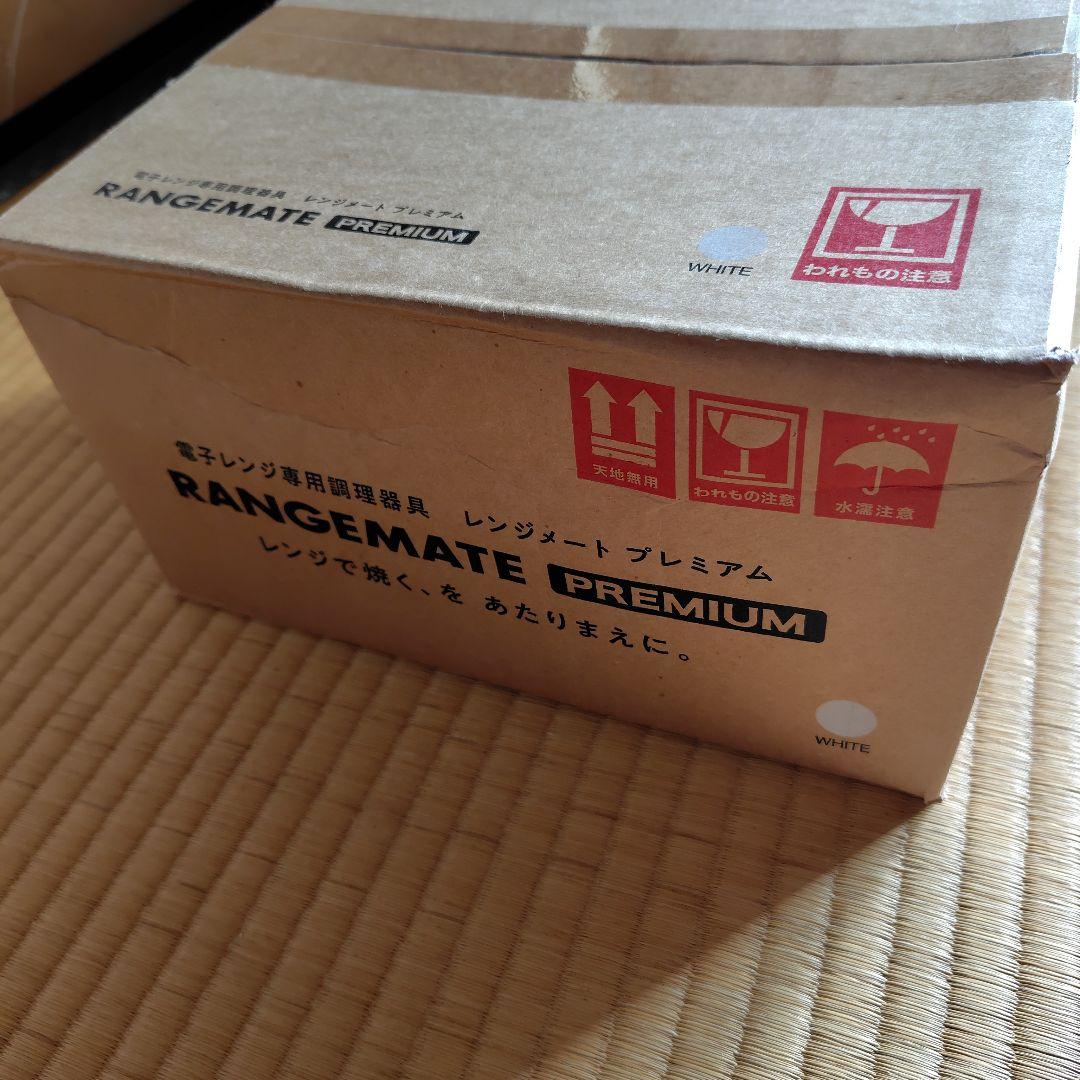 電子レンジ専用調理器具 レンジメート プレミアム
RANGEMATE PREMIUM
WHITE
われもの注意
天地無用
われもの注意
水濡注意
電子レンジ専用調理器具 レンジメート プレミアム
RANGEMATE PREMIUM
レンジで焼く、を あたりまえに。
WHITE